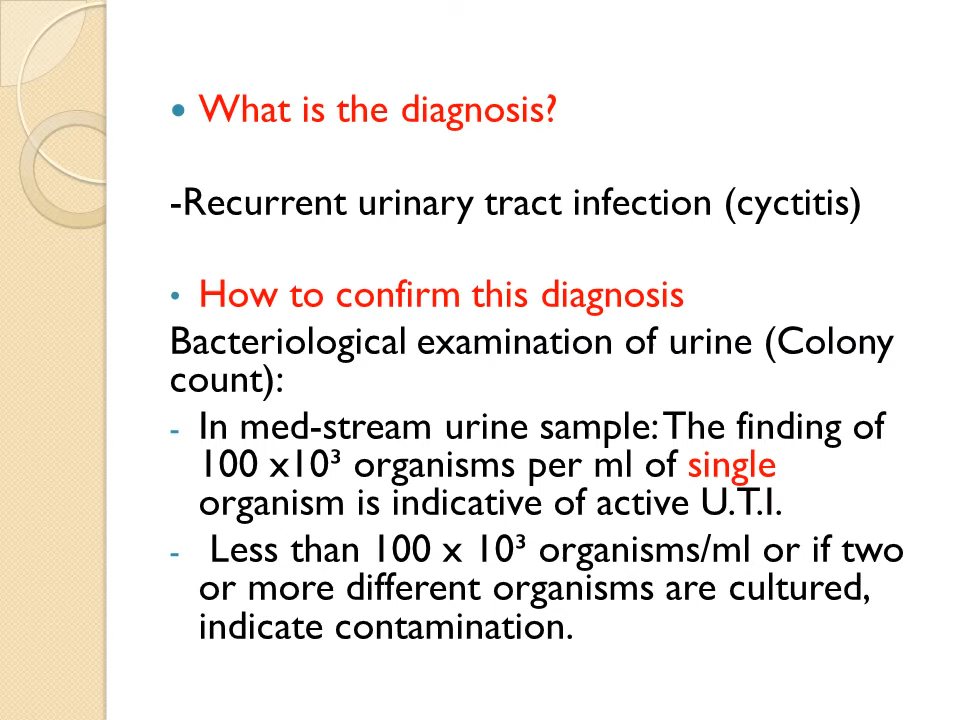 • What is the diagnosis?
-Recurrent urinary tract infection (cyctitis)
• How to confirm this diagnosis
Bacteriological examination of urine (Colony
count):
- In med-stream urine sample: The finding of
100 x10³ organisms per ml of single
organism is indicative of active U.T.I.
- Less than 100 x 10³ organisms/ml or if two
or more different organisms are cultured,
indicate contamination.